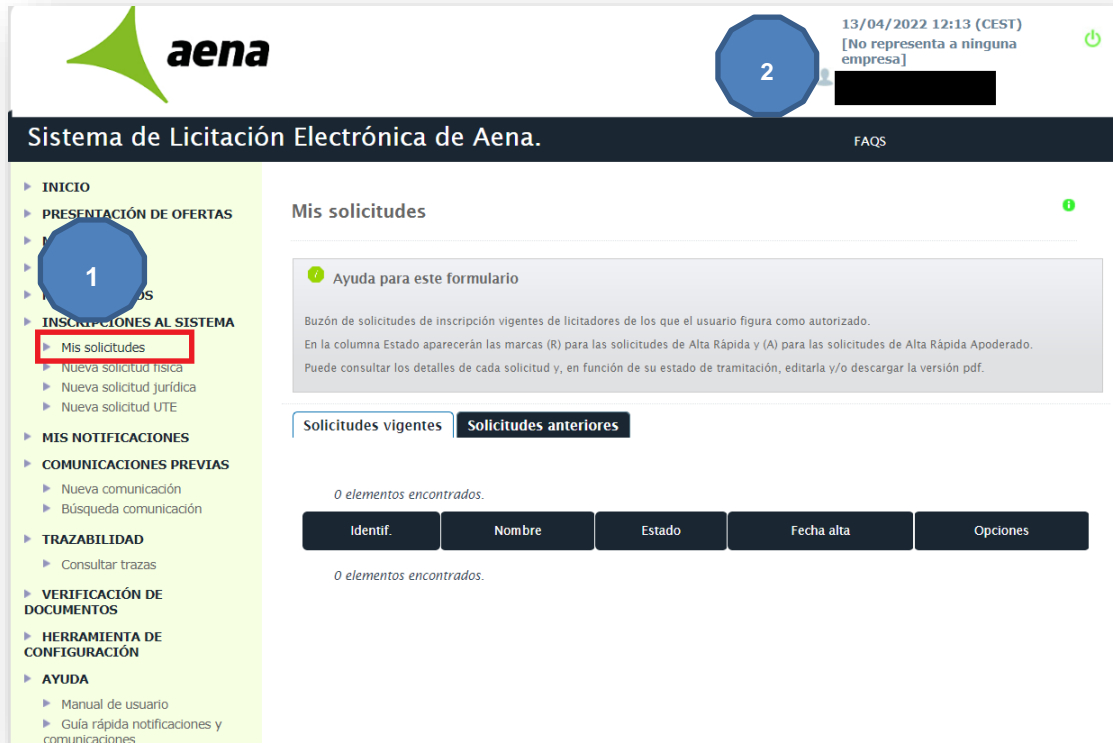 aena
13/04/2022 12:13 (CEST)
[No representa a ninguna
empresa]
2
Sistema de Licitación Electrónica de Aena.
FAQS
INICIO
PRESENTACIÓN DE OFERTAS
1
INSCRIPCIONES AL SISTEMA
Mis solicitudes
Nueva solicitud física
Nueva solicitud jurídica
Nueva solicitud UTE
MIS NOTIFICACIONES
COMUNICACIONES PREVIAS
Nueva comunicación
Búsqueda comunicación
TRAZABILIDAD
Consultar trazas
VERIFICACIÓN DE
DOCUMENTOS
HERRAMIENTA DE
CONFIGURACIÓN
AYUDA
Manual de usuario
Guía rápida notificaciones y
comunicaciones
Mis solicitudes
Ayuda para este formulario
Buzón de solicitudes de inscripción vigentes de licitadores de los que el usuario figura como autorizado.
En la columna Estado aparecerán las marcas (R) para las solicitudes de Alta Rápida y (A) para las solicitudes de Alta Rápida Apoderado.
Puede consultar los detalles de cada solicitud y, en función de su estado de tramitación, editarla y/o descargar la versión pdf.
Solicitudes vigentes Solicitudes anteriores
0 elementos encontrados.
Identif. Nombre Estado Fecha alta Opciones
0 elementos encontrados.